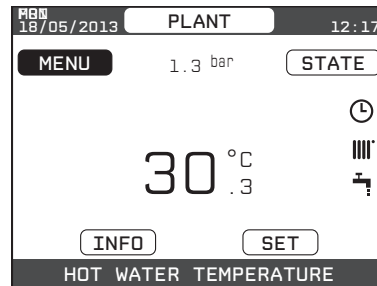 MON
18/05/2013 PLANT 12:17
MENU 1.3 bar STATE
30.3 °C
INFO SET
HOT WATER TEMPERATURE